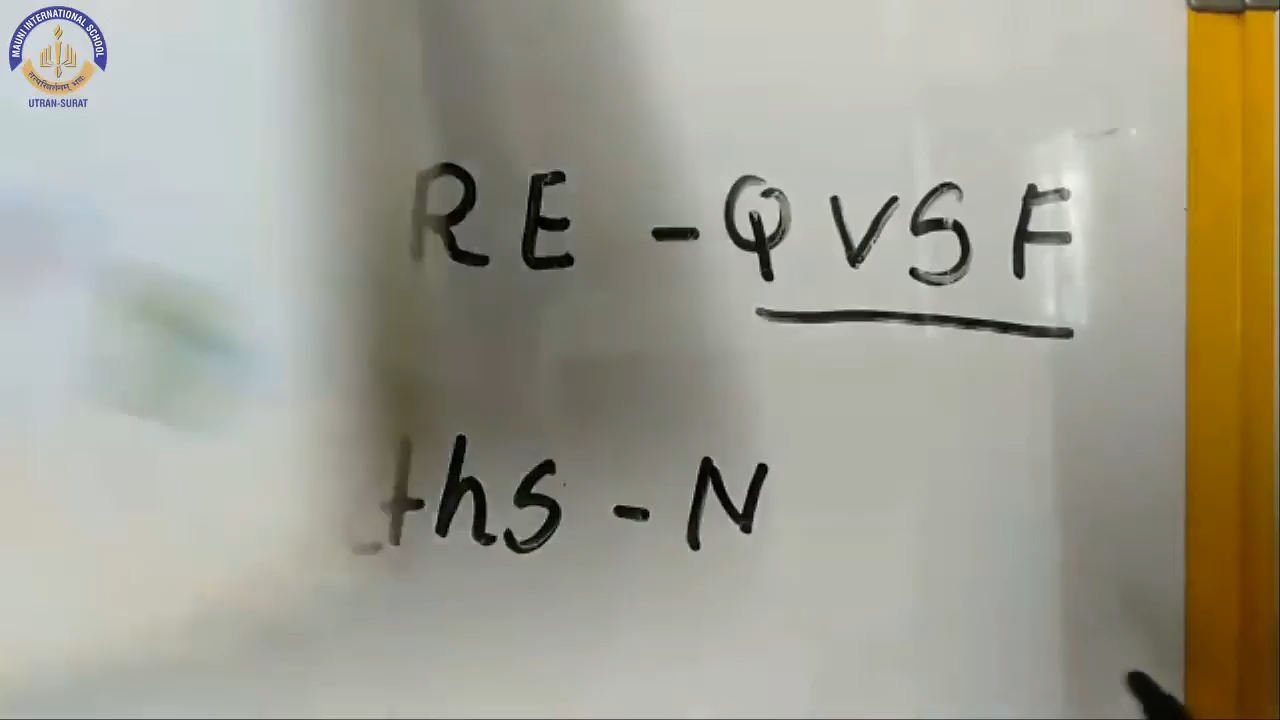 MAUNI INTERNATIONAL SCHOOL
UTRAN-SURAT
RE - QVSF
ths - N